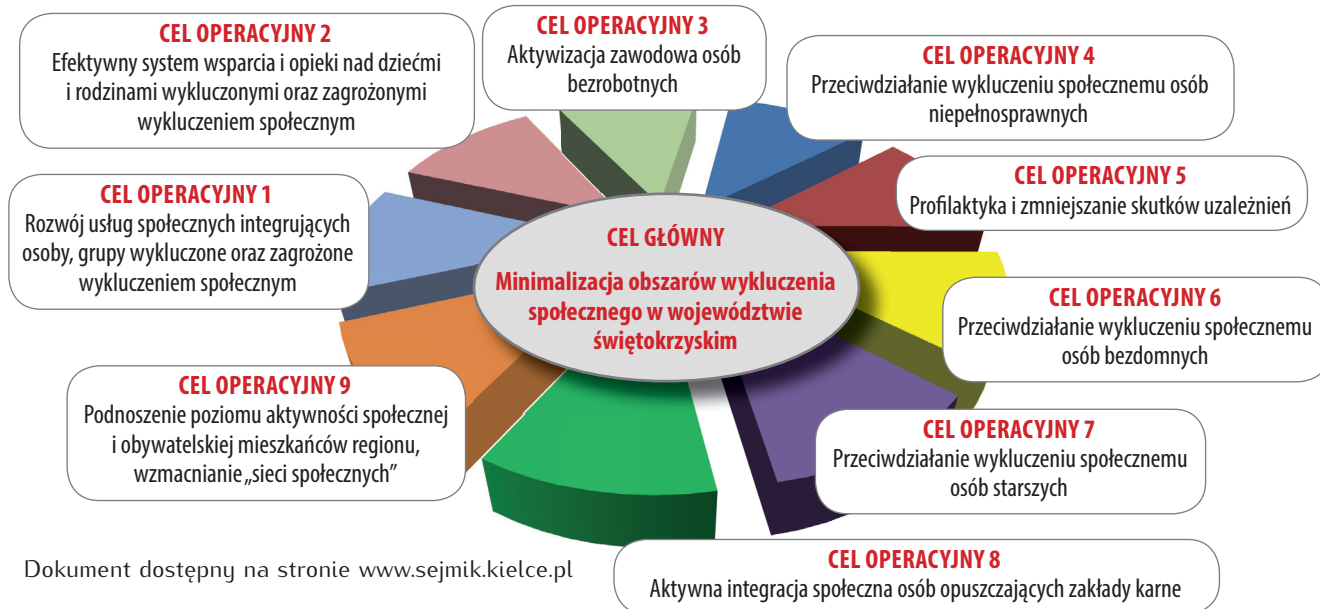 CEL OPERACYJNY 2
Efektywny system wsparcia i opieki nad dziećmi
i rodzinami wykluczonymi oraz zagrożonymi
wykluczeniem społecznym
CEL OPERACYJNY 3
Aktywizacja zawodowa osób
bezrobotnych
CEL OPERACYJNY 4
Przeciwdziałanie wykluczeniu społecznemu osób
niepełnosprawnych
CEL OPERACYJNY 1
Rozwój usług społecznych integrujących
osoby, grupy wykluczone oraz zagrożone
wykluczeniem społecznym
CEL OPERACYJNY 5
Profilaktyka i zmniejszanie skutków uzależnień
CEL GŁÓWNY
Minimalizacja obszarów wykluczenia
społecznego w województwie
świętokrzyskim
CEL OPERACYJNY 6
Przeciwdziałanie wykluczeniu społecznemu
osób bezdomnych
CEL OPERACYJNY 9
Podnoszenie poziomu aktywności społecznej
i obywatelskiej mieszkańców regionu,
wzmacnianie „sieci społecznych”
CEL OPERACYJNY 7
Przeciwdziałanie wykluczeniu społecznemu
osób starszych
CEL OPERACYJNY 8
Aktywna integracja społeczna osób opuszczających zakłady karne
Dokument dostępny na stronie www.sejmik.kielce.pl